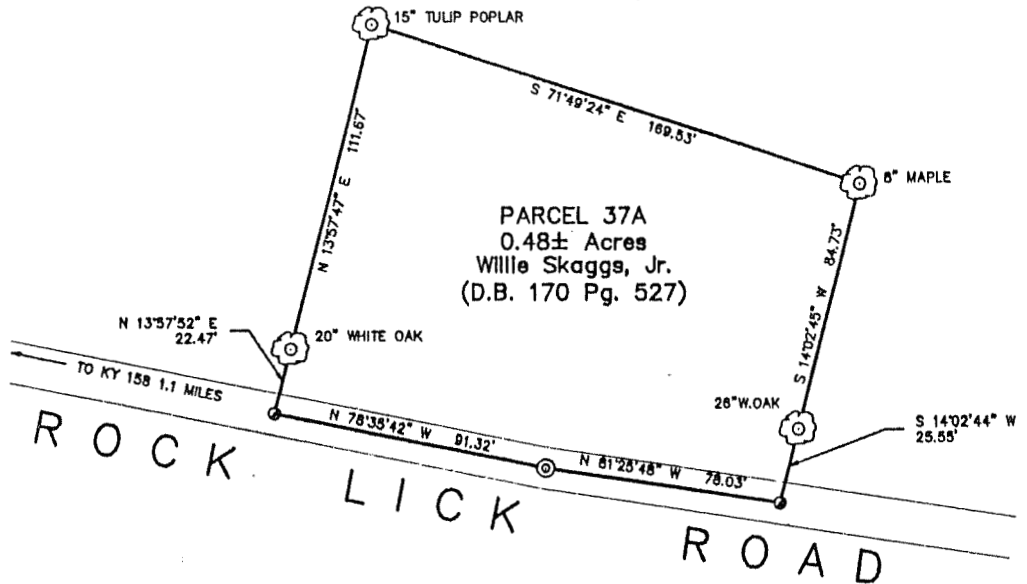 15" TULIP POPLAR
S 71°49'24" E 169.53'
N 13°57'47" E 111.67'
8" MAPLE
PARCEL 37A
0.48± Acres
Willie Skaggs, Jr.
(D.B. 170 Pg. 527)
S 14°02'45" W 84.73'
N 13°57'52" E
22.47'
20" WHITE OAK
TO KY 158 1.1 MILES
26"W.OAK
S 14°02'44" W
25.55'
N 78°35'42" W 91.32'
N 81°25'48" W 78.03'
ROCK LICK ROAD